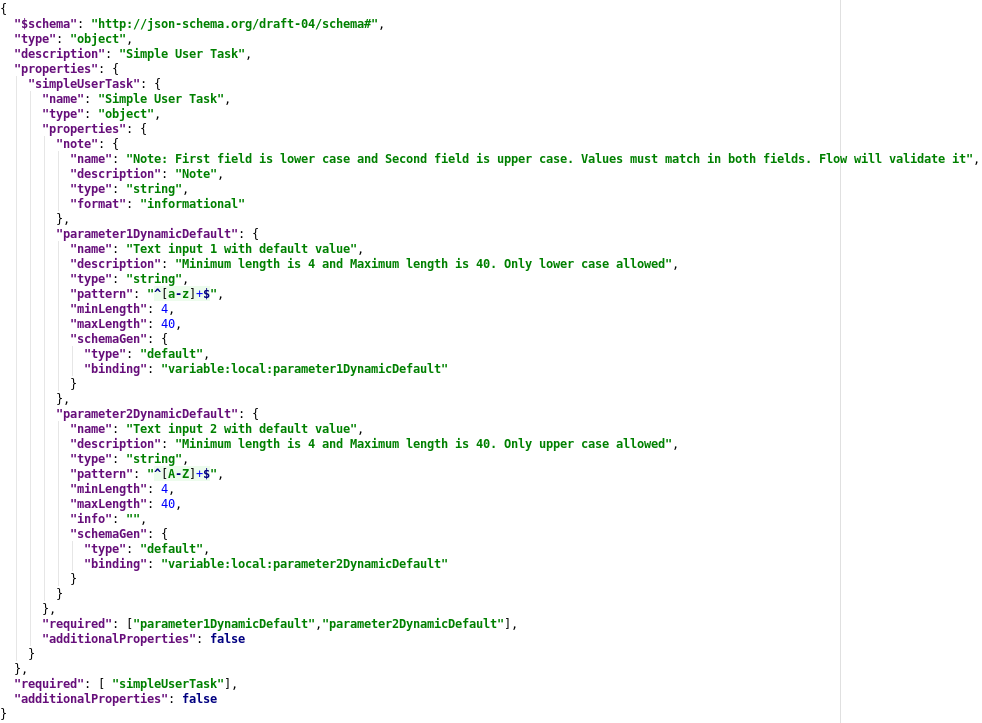 {
  "$schema": "http://json-schema.org/draft-04/schema#",
  "type": "object",
  "description": "Simple User Task",
  "properties": {
    "simpleUserTask": {
      "name": "Simple User Task",
      "type": "object",
      "properties": {
        "note": {
          "name": "Note: First field is lower case and Second field is upper case. Values must match in both fields. Flow will validate it",
          "description": "Note",
          "type": "string",
          "format": "informational"
        },
        "parameter1DynamicDefault": {
          "name": "Text input 1 with default value",
          "description": "Minimum length is 4 and Maximum length is 40. Only lower case allowed",
          "type": "string",
          "pattern": "^[a-z]+$",
          "minLength": 4,
          "maxLength": 40,
          "schemaGen": {
            "type": "default",
            "binding": "variable:local:parameter1DynamicDefault"
          }
        },
        "parameter2DynamicDefault": {
          "name": "Text input 2 with default value",
          "description": "Minimum length is 4 and Maximum length is 40. Only upper case allowed",
          "type": "string",
          "pattern": "^[A-Z]+$",
          "minLength": 4,
          "maxLength": 40,
          "info": "",
          "schemaGen": {
            "type": "default",
            "binding": "variable:local:parameter2DynamicDefault"
          }
        }
      },
      "required": ["parameter1DynamicDefault","parameter2DynamicDefault"],
      "additionalProperties": false
    }
  },
  "required": [ "simpleUserTask"],
  "additionalProperties": false
}